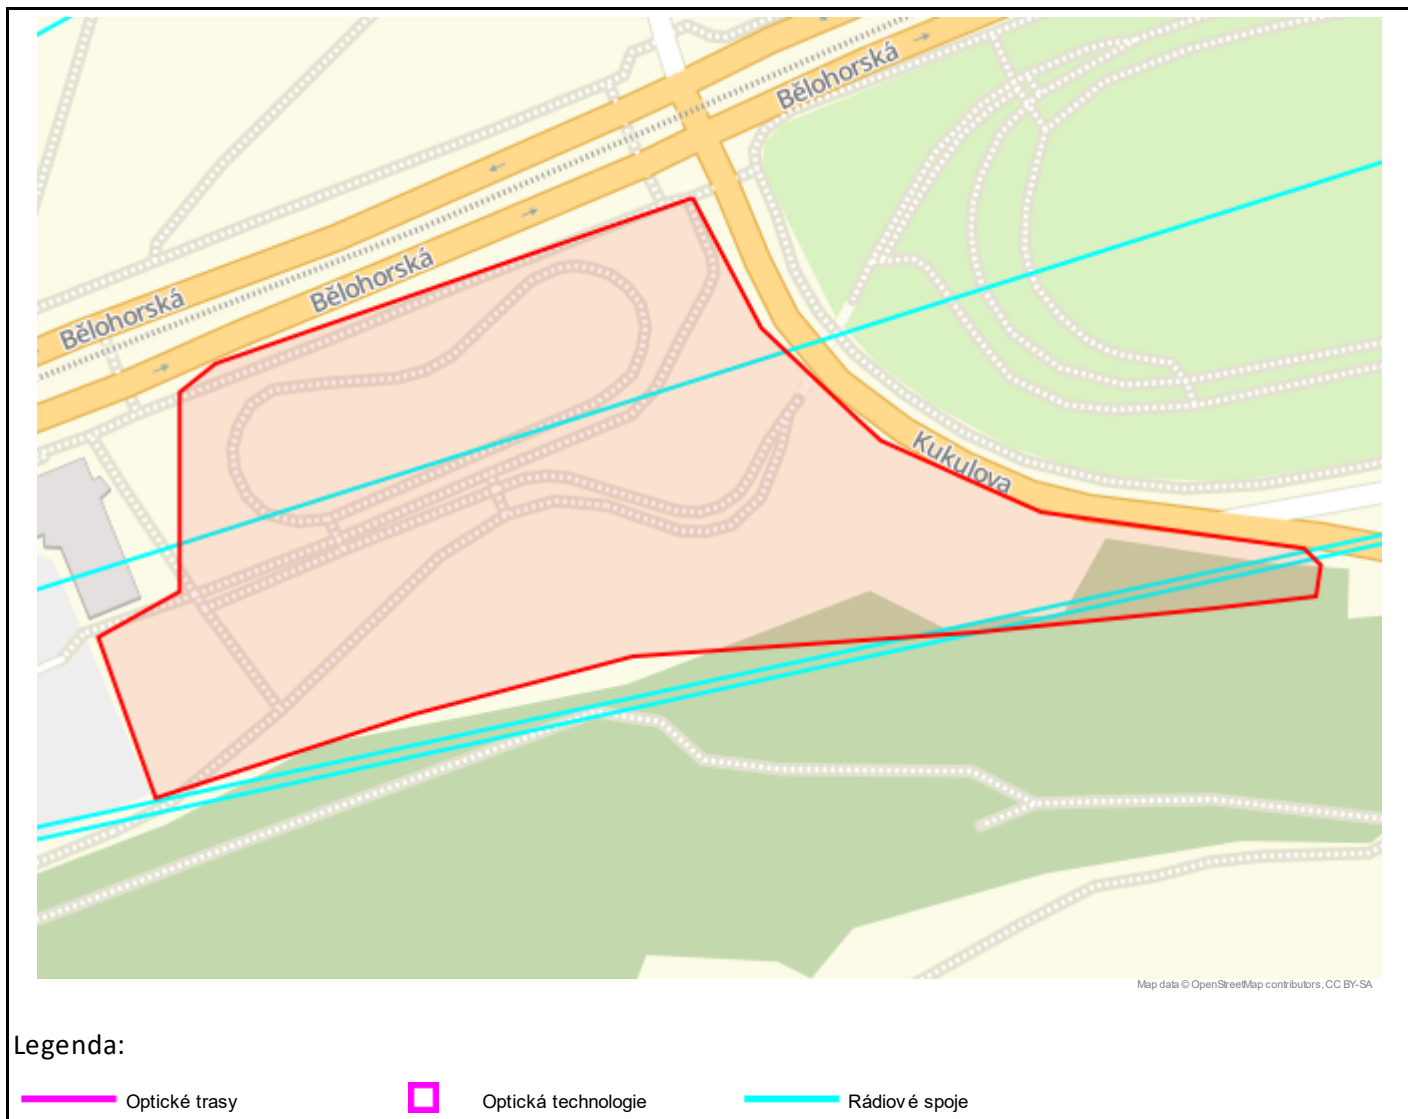 Bělohorská
Bělohorská
Bělohorská
Kukulova
Map data © OpenStreetMap contributors, CC BY-SA
Legenda:
Optické trasy Optická technologie Rádiové spoje